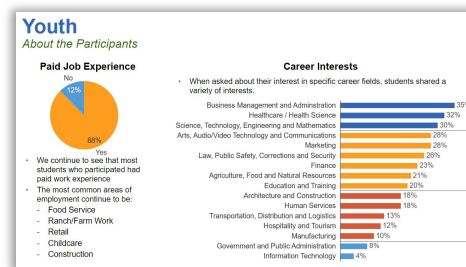 Youth
About the Participants
Paid Job Experience
No
12%
88%
Yes
- We continue to see that most
students who participated had
paid work experience
- The most common areas of
employment continue to be:
- Food Service
- Ranch/Farm Work
- Retail
- Childcare
- Construction
Career Interests
- When asked about their interest in specific career fields, students shared a
variety of interests.
Business Management and Adminstration 35%
Healthcare / Health Science 32%
Science, Technology, Engineering and Mathematics 30%
Arts, Audio/Video Technology and Communications 28%
Marketing 28%
Law, Public Safety, Corrections and Security 26%
Finance 23%
Agriculture, Food and Natural Resources 21%
Education and Training 20%
Architecture and Construction 18%
Human Services 18%
Transportation, Distribution and Logistics 13%
Hospitality and Tourism 12%
Manufacturing 10%
Government and Public Administration 8%
Information Technology 4%